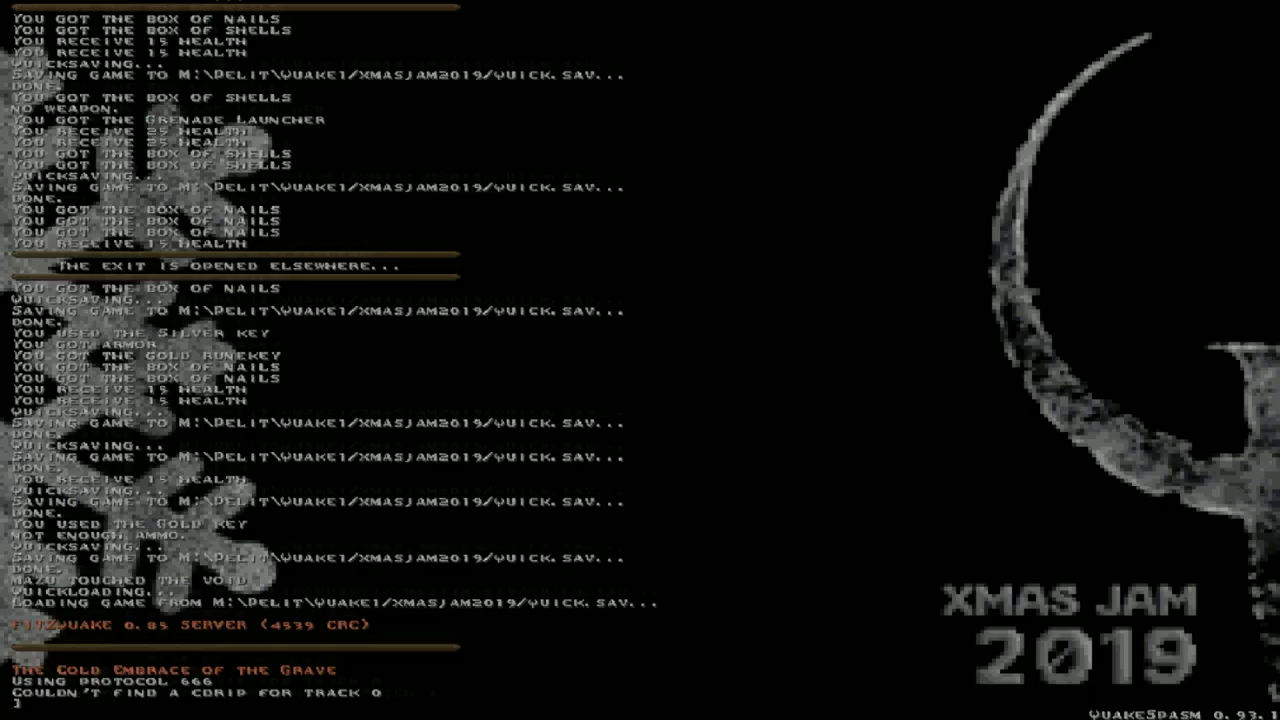 YOU GOT THE BOX OF NAILS
YOU GOT THE BOX OF SHELLS
YOU RECEIVE 15 HEALTH
YOU RECEIVE 15 HEALTH
QUICKSAVING...
SAVING GAME TO M:\PELIT\QUAKE1/XMASJAM2019/QUICK.SAV...
DONE.
YOU GOT THE BOX OF SHELLS
NO WEAPON.
YOU GOT THE GRENADE LAUNCHER
YOU RECEIVE 25 HEALTH
YOU RECEIVE 25 HEALTH
YOU GOT THE BOX OF SHELLS
YOU GOT THE BOX OF SHELLS
QUICKSAVING...
SAVING GAME TO M:\PELIT\QUAKE1/XMASJAM2019/QUICK.SAV...
DONE.
YOU GOT THE BOX OF NAILS
YOU GOT THE BOX OF NAILS
YOU GOT THE BOX OF NAILS
YOU RECEIVE 15 HEALTH
THE EXIT IS OPENED ELSEWHERE...
YOU GOT THE BOX OF NAILS
QUICKSAVING...
SAVING GAME TO M:\PELIT\QUAKE1/XMASJAM2019/QUICK.SAV...
DONE.
YOU USED THE SILVER KEY
YOU GOT ARMOR
YOU GOT THE GOLD RUNEKEY
YOU GOT THE BOX OF NAILS
YOU GOT THE BOX OF NAILS
YOU RECEIVE 15 HEALTH
YOU RECEIVE 15 HEALTH
QUICKSAVING...
SAVING GAME TO M:\PELIT\QUAKE1/XMASJAM2019/QUICK.SAV...
DONE.
QUICKSAVING...
SAVING GAME TO M:\PELIT\QUAKE1/XMASJAM2019/QUICK.SAV...
DONE.
YOU RECEIVE 15 HEALTH
QUICKSAVING...
SAVING GAME TO M:\PELIT\QUAKE1/XMASJAM2019/QUICK.SAV...
DONE.
YOU USED THE GOLD KEY
NOT ENOUGH AMMO.
QUICKSAVING...
SAVING GAME TO M:\PELIT\QUAKE1/XMASJAM2019/QUICK.SAV...
DONE.
MAZU TOUCHED THE VOID
QUICKLOADING...
LOADING GAME FROM M:\PELIT\QUAKE1/XMASJAM2019/QUICK.SAV...
FITZQUAKE 0.85 SERVER (4539 CRC)
THE COLD EMBRACE OF THE GRAVE
USING PROTOCOL 666
COULDN'T FIND A CDRIP FOR TRACK 0
]
XMAS JAM
2019
QUAKESPASM 0.93.1